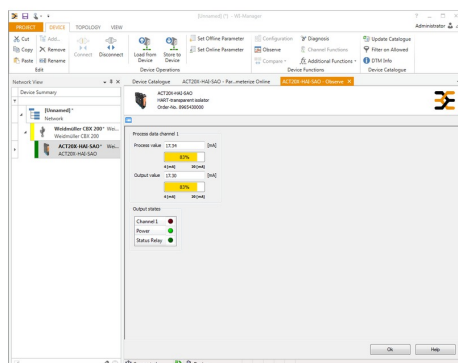 [Unnamed]* - WI-Manager
PROJECT DEVICE TOPOLOGY VIEW
Administrator
Cut Add...
Copy Remove
Paste Rename
Edit
Connect Disconnect
Load from Device Store to Device
Device Operations
Set Offline Parameter
Set Online Parameter
Configuration Diagnosis
Observe Channel Functions
Compare Additional Functions
Device Functions
Update Catalogue
Filter on Allowed
DTM Info
Device Catalogue
Network View
Device Summary
[Unnamed]*
Network
Weidmüller CBX 200* Wei...
Weidmüller CBX 200
ACT20X-HAI-SAO* Wei...
ACT20X-HAI-SAO
Device Catalogue ACT20X-HAI-SAO - Par...meterize Online ACT20X-HAI-SAO - Observe
ACT20X-HAI-SAO
HART-transparent isolator
Order-No. 8965430000
Process data channel 1
Process value 17.34 [mA]
83%
4 [mA] 20 [mA]
Output value 17.30 [mA]
83%
4 [mA] 20 [mA]
Output states
Channel 1
Power
Status Relay
Ok Help